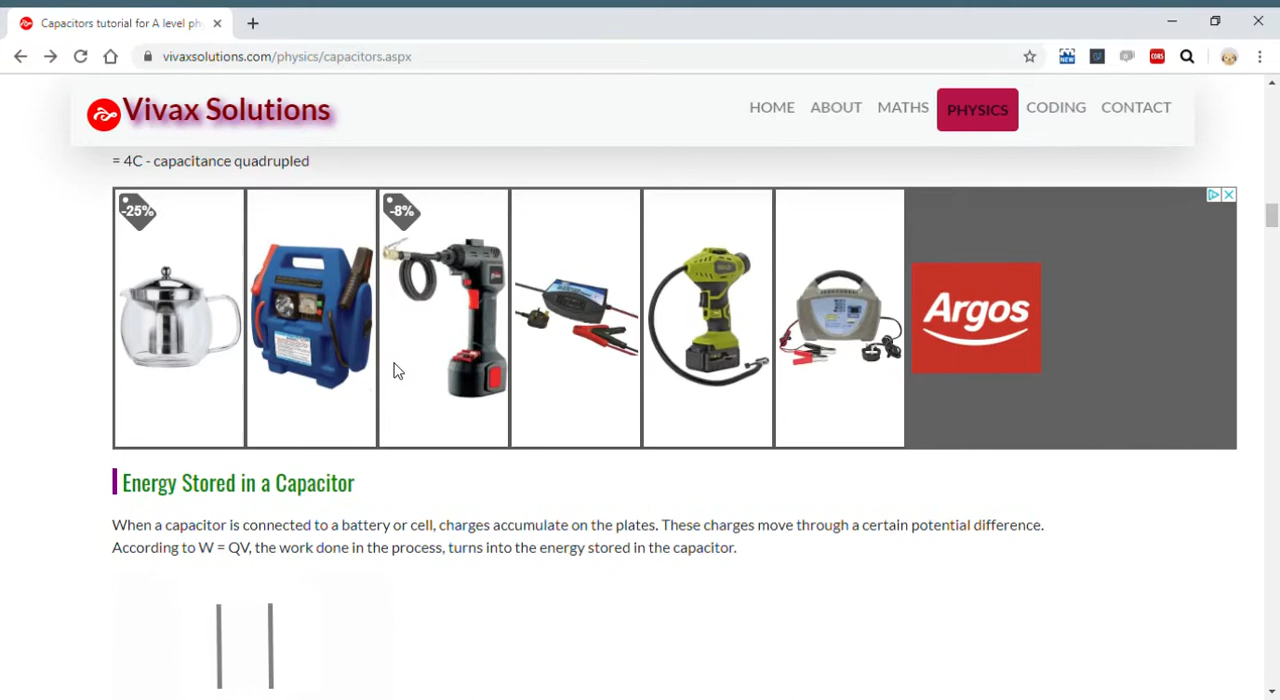 Capacitors tutorial for A level ph
vivaxsolutions.com/physics/capacitors.aspx
NEW
CORS
Vivax Solutions
HOME ABOUT MATHS PHYSICS CODING CONTACT
= 4C - capacitance quadrupled
-25%
-8%
Argos
Energy Stored in a Capacitor
When a capacitor is connected to a battery or cell, charges accumulate on the plates. These charges move through a certain potential difference.
According to W = QV, the work done in the process, turns into the energy stored in the capacitor.